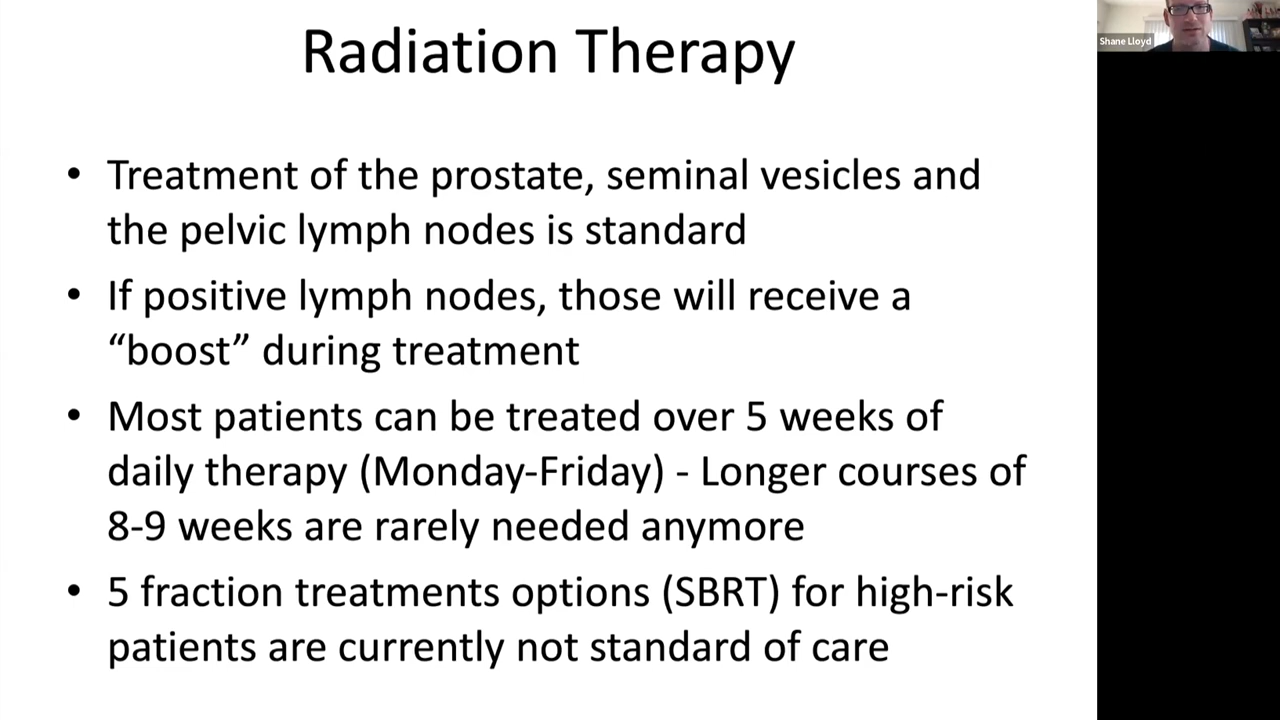 Radiation Therapy
Shane Lloyd
• Treatment of the prostate, seminal vesicles and
the pelvic lymph nodes is standard
• If positive lymph nodes, those will receive a
“boost” during treatment
• Most patients can be treated over 5 weeks of
daily therapy (Monday-Friday) - Longer courses of
8-9 weeks are rarely needed anymore
• 5 fraction treatments options (SBRT) for high-risk
patients are currently not standard of care